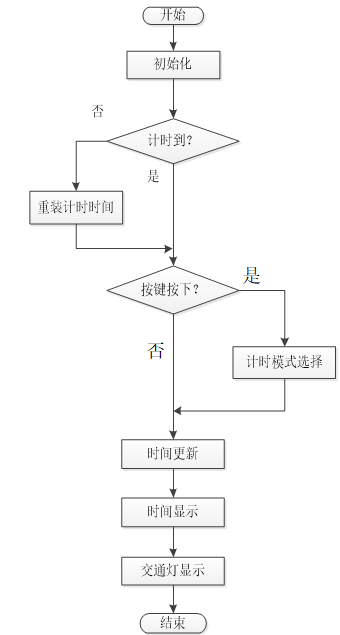 开始
初始化
计时到?
否
是
重装计时时间
按键按下?
是
否
计时模式选择
时间更新
时间显示
交通灯显示
结束